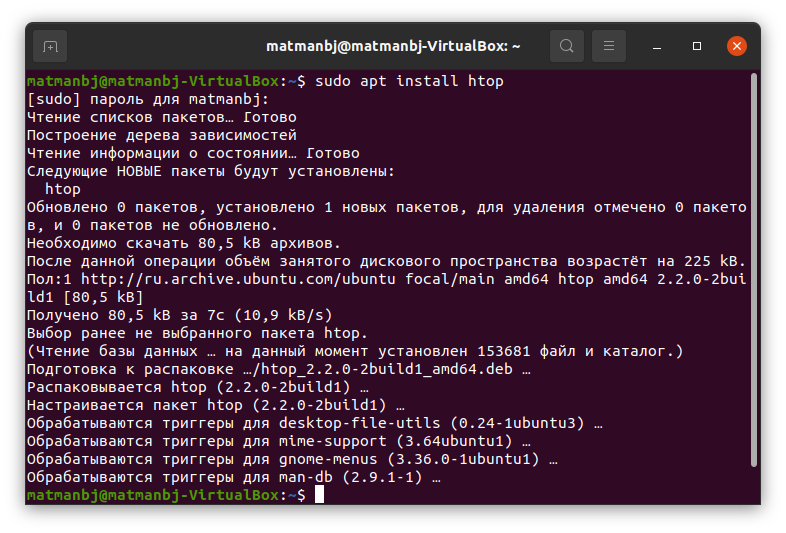 matmanbj@matmanbj-VirtualBox: ~
matmanbj@matmanbj-VirtualBox:~$ sudo apt install htop
[sudo] пароль для matmanbj:
Чтение списков пакетов… Готово
Построение дерева зависимостей
Чтение информации о состоянии… Готово
Следующие НОВЫЕ пакеты будут установлены:
  htop
Обновлено 0 пакетов, установлено 1 новых пакетов, для удаления отмечено 0 пакето
в, и 0 пакетов не обновлено.
Необходимо скачать 80,5 kB архивов.
После данной операции объём занятого дискового пространства возрастёт на 225 kB.
Пол:1 http://ru.archive.ubuntu.com/ubuntu focal/main amd64 htop amd64 2.2.0-2bui
ld1 [80,5 kB]
Получено 80,5 kB за 7с (10,9 kB/s)
Выбор ранее не выбранного пакета htop.
(Чтение базы данных … на данный момент установлен 153681 файл и каталог.)
Подготовка к распаковке …/htop_2.2.0-2build1_amd64.deb …
Распаковывается htop (2.2.0-2build1) …
Настраивается пакет htop (2.2.0-2build1) …
Обрабатываются триггеры для desktop-file-utils (0.24-1ubuntu3) …
Обрабатываются триггеры для mime-support (3.64ubuntu1) …
Обрабатываются триггеры для gnome-menus (3.36.0-1ubuntu1) …
Обрабатываются триггеры для man-db (2.9.1-1) …
matmanbj@matmanbj-VirtualBox:~$